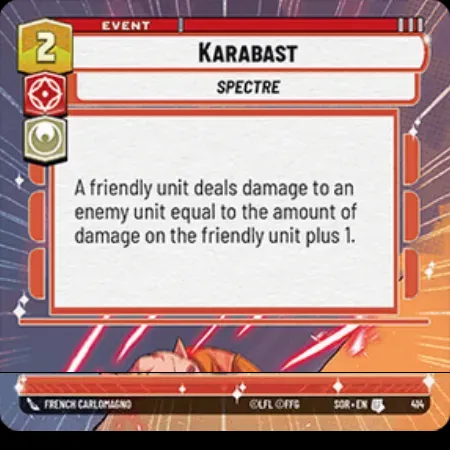 EVENT
2
KARABAST
SPECTRE
A friendly unit deals damage to an
enemy unit equal to the amount of
damage on the friendly unit plus 1.
FRENCH CARLOMAGNO
©LFL ©FFG
SOR • EN
414